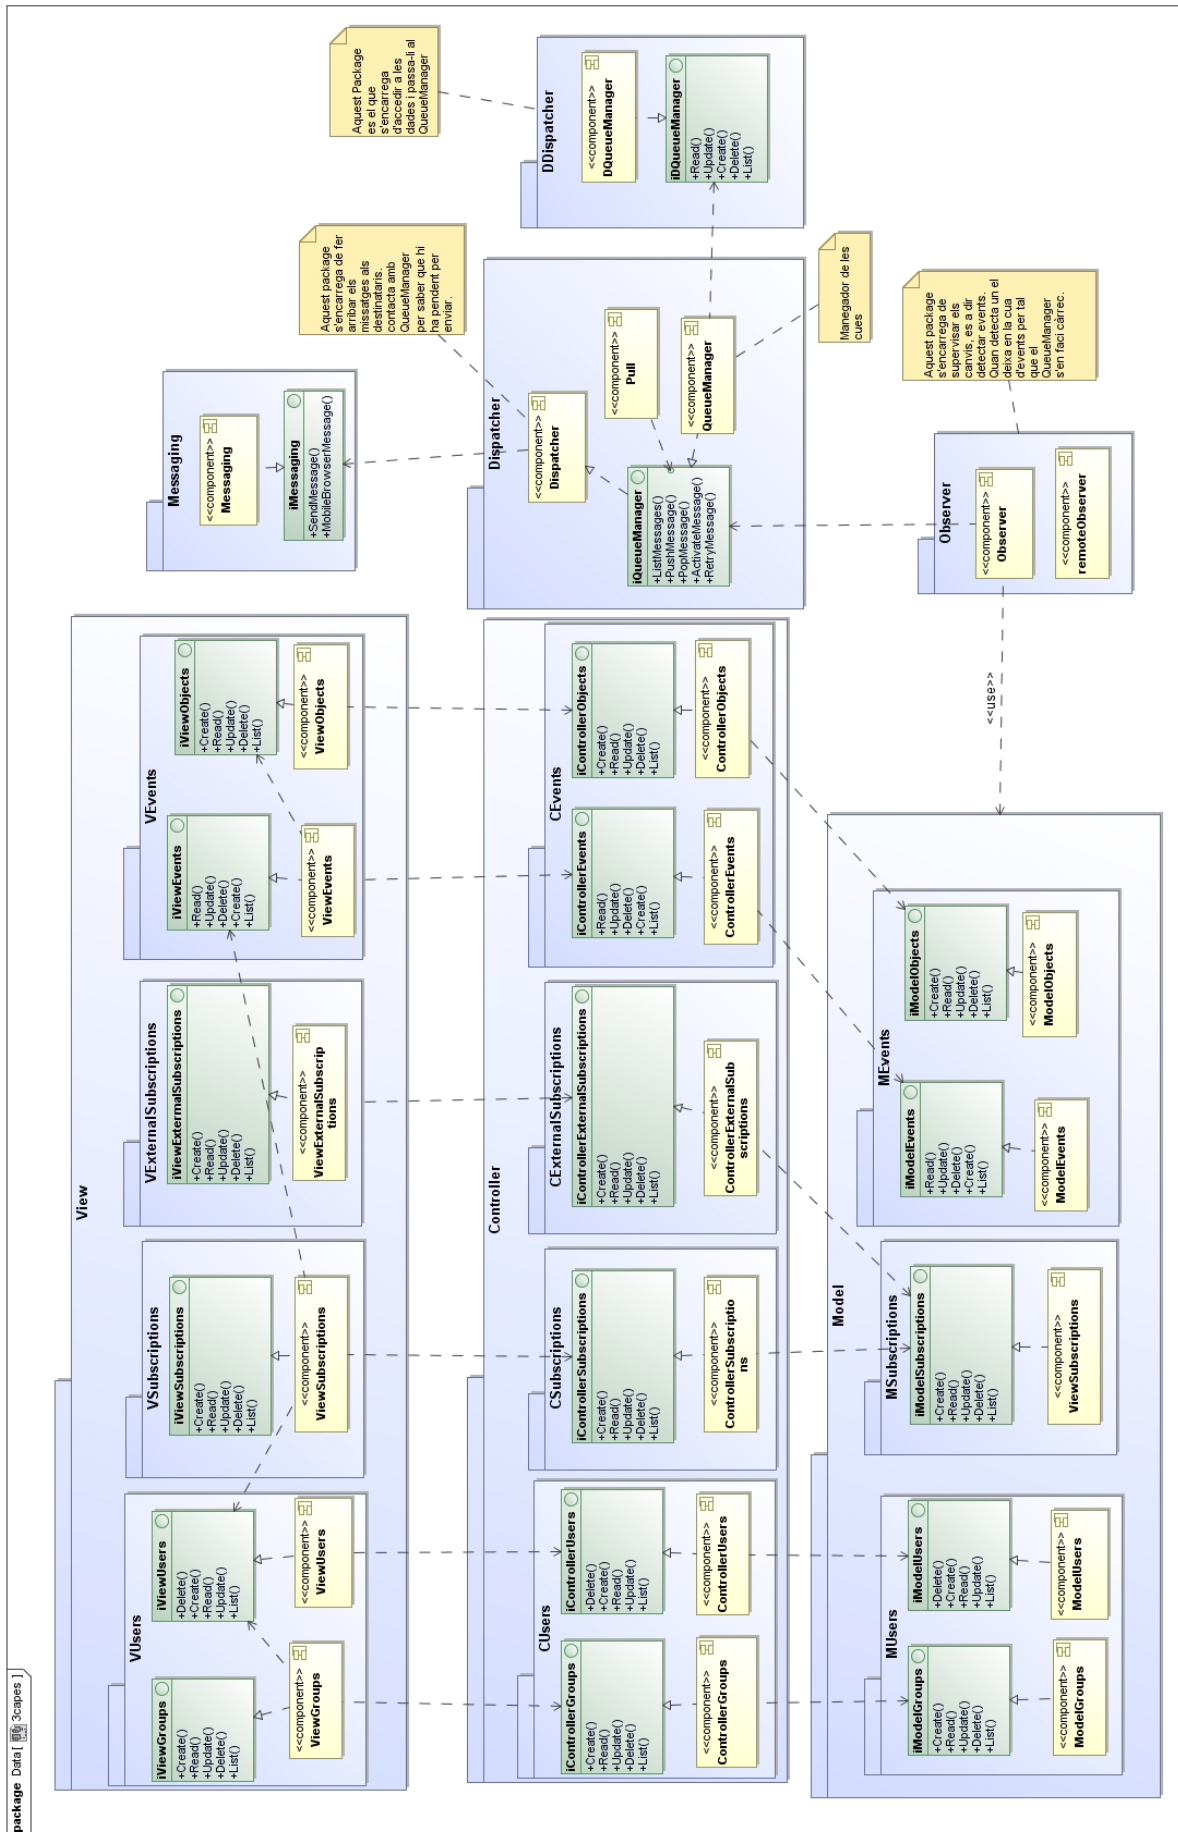 package Data [ 3capes ]
View
VUsers
iViewGroups
+Create()
+Read()
+Update()
+Delete()
+List()
<<component>>
ViewGroups
iViewUsers
+Delete()
+Create()
+Read()
+Update()
+List()
<<component>>
ViewUsers
VSubscriptions
iViewSubscriptions
+Create()
+Read()
+Update()
+Delete()
+List()
<<component>>
ViewSubscriptions
VExternalSubscriptions
iViewExternalSubscriptions
+Create()
+Read()
+Update()
+Delete()
+List()
<<component>>
ViewExternalSubscrip
tions
VEvents
iViewEvents
+Read()
+Update()
+Delete()
+Create()
+List()
<<component>>
ViewEvents
iViewObjects
+Create()
+Read()
+Update()
+Delete()
+List()
<<component>>
ViewObjects
Messaging
<<component>>
Messaging
iMessaging
+SendMessage()
+MobileBrowserMessage()
Aquest Package
es el que
s'encarrega
d'accedir a les
dades i passa-li al
QueueManager
Aquest package
s'encarrega de fer
arribar els
missatges als
destinataris.
contacta amb
QueueManager
per saber que hi
ha pendent per
enviar.
Controller
CUsers
iControllerGroups
+Create()
+Read()
+Update()
+Delete()
+List()
<<component>>
ControllerGroups
iControllerUsers
+Delete()
+Create()
+Read()
+Update()
+List()
<<component>>
ControllerUsers
CSubscriptions
iControllerSubscriptions
+Create()
+Read()
+Update()
+Delete()
+List()
<<component>>
ControllerSubscriptio
ns
CExternalSubscriptions
iControllerExternalSubscriptions
+Create()
+Read()
+Update()
+Delete()
+List()
<<component>>
ControllerExternalSub
scriptions
CEvents
iControllerEvents
+Read()
+Update()
+Delete()
+Create()
+List()
<<component>>
ControllerEvents
iControllerObjects
+Create()
+Read()
+Update()
+Delete()
+List()
<<component>>
ControllerObjects
Dispatcher
<<component>>
Dispatcher
<<component>>
Pull
<<component>>
QueueManager
iQueueManager
+ListMessages()
+PushMessage()
+PopMessage()
+ActivateMessage()
+RetryMessage()
DDispatcher
<<component>>
DQueueManager
iDQueueManager
+Read()
+Update()
+Create()
+Delete()
+List()
Manegador de les
cues
Model
MUsers
iModelGroups
+Create()
+Read()
+Update()
+Delete()
+List()
<<component>>
ModelGroups
iModelUsers
+Delete()
+Create()
+Read()
+Update()
+List()
<<component>>
ModelUsers
MSubscriptions
iModelSubscriptions
+Create()
+Read()
+Update()
+Delete()
+List()
<<component>>
ViewSubscriptions
MEvents
iModelEvents
+Read()
+Update()
+Delete()
+Create()
+List()
<<component>>
ModelEvents
iModelObjects
+Create()
+Read()
+Update()
+Delete()
+List()
<<component>>
ModelObjects
<<use>>
Observer
<<component>>
Observer
<<component>>
remoteObserver
Aquest package
s'encarrega de
supervisar els
canvis, es a dir
detectar events.
Quan detecta un el
deixa en la cua
d'events per tal
que el
QueueManager
s'en faci càrrec.